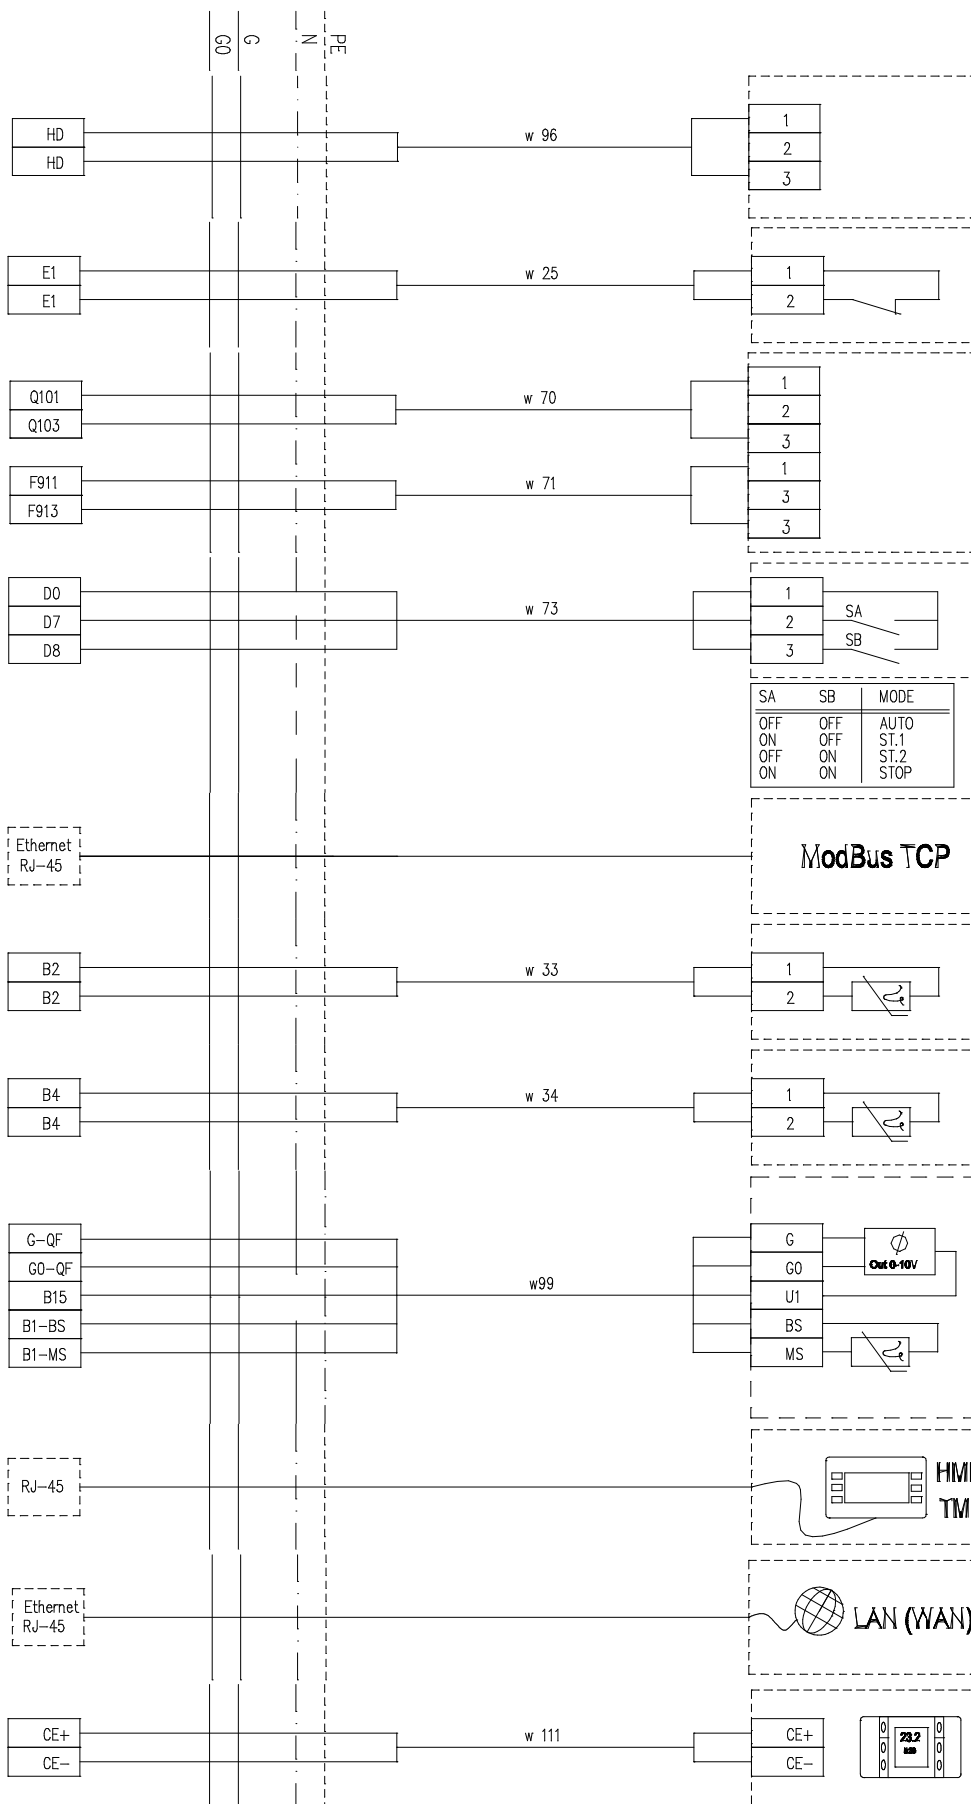 G0 G N PE
HD
HD
w 96
1
2
3
E1
E1
w 25
1
2
Q101
Q103
w 70
1
2
3
F911
F913
w 71
1
3
3
D0
D7
D8
w 73
1
2
3
SA
SB
SA SB MODE
OFF OFF AUTO
ON OFF ST.1
OFF ON ST.2
ON ON STOP
Ethernet
RJ-45
ModBus TCP
B2
B2
w 33
1
2
B4
B4
w 34
1
2
G-QF
G0-QF
B15
B1-BS
B1-MS
w99
G
G0
U1
BS
MS
Out 0-10V
RJ-45
HMI
TM
Ethernet
RJ-45
LAN (WAN)
CE+
CE-
w 111
CE+
CE-
23.2